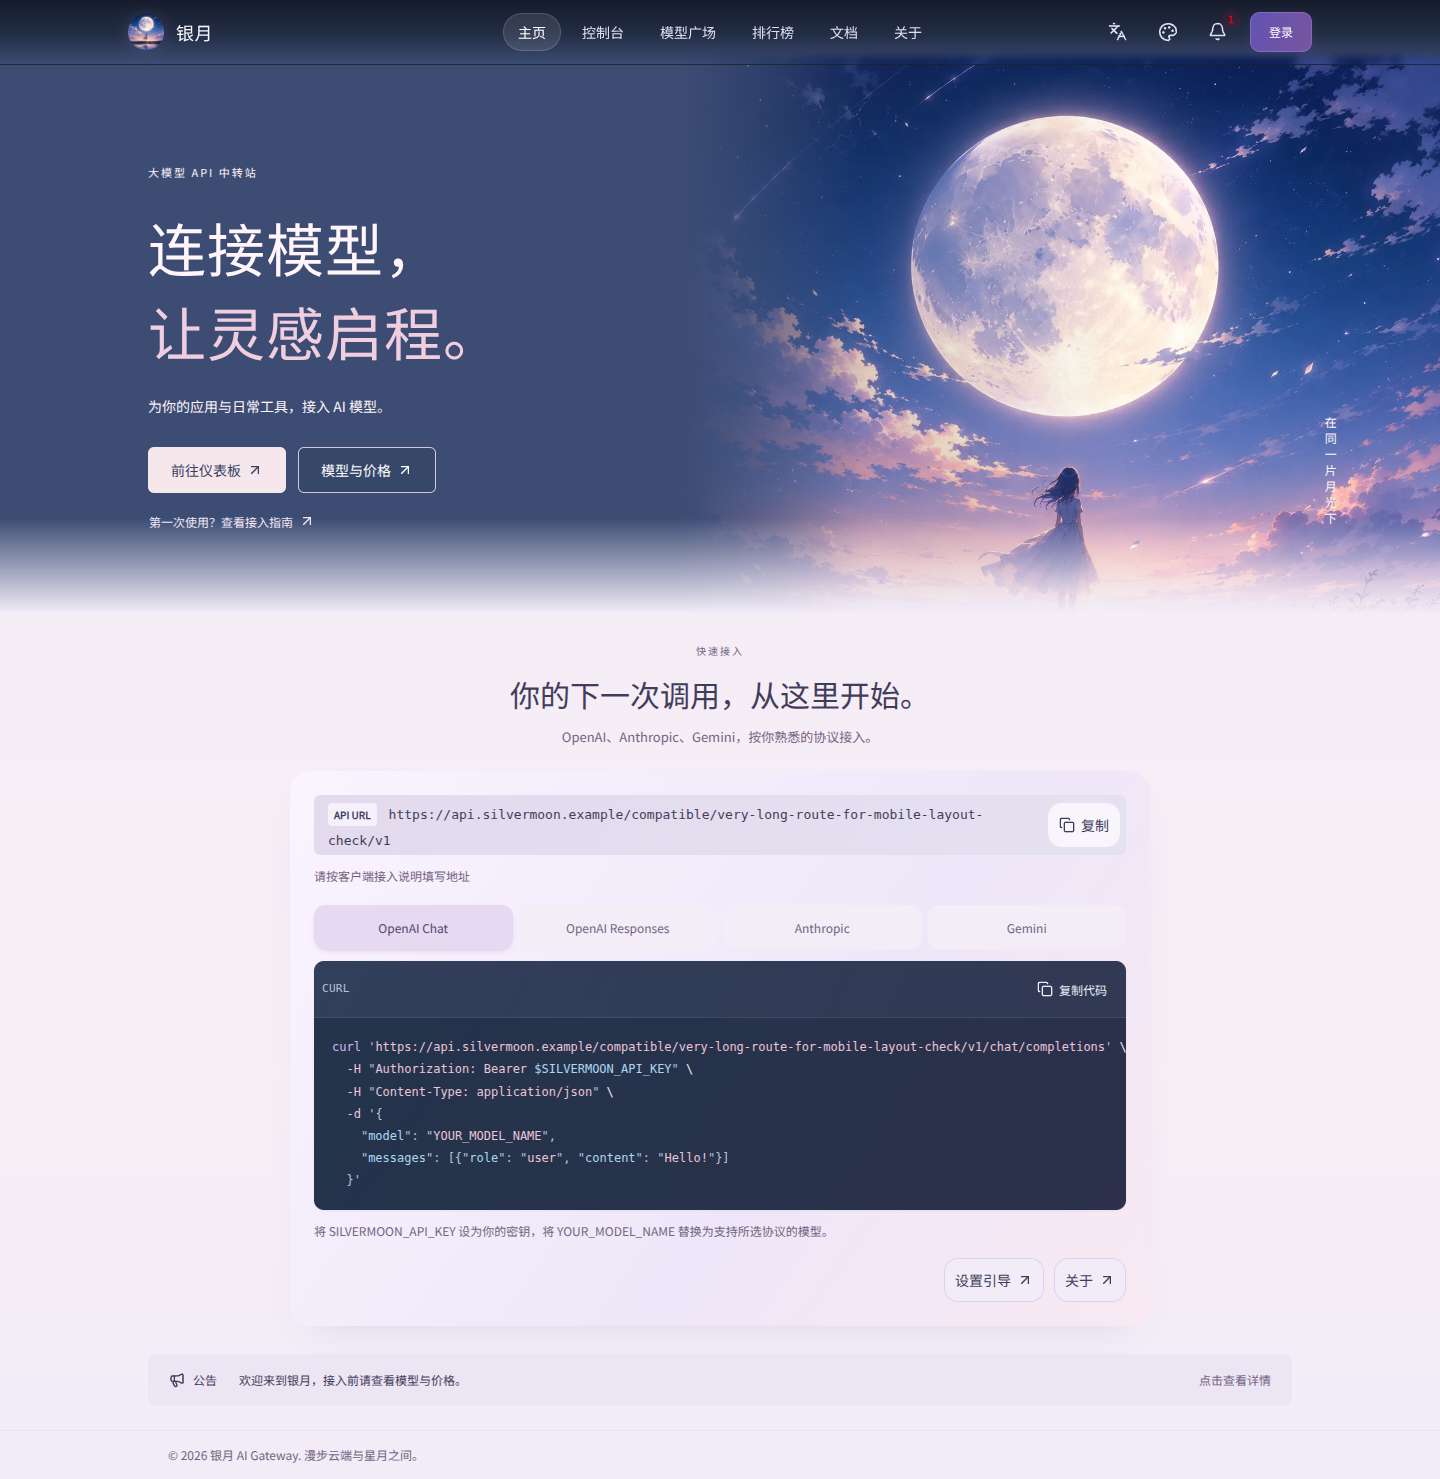 银月
主页
控制台
模型广场
排行榜
文档
关于
1
登录
大模型 API 中转站
连接模型，
让灵感启程。
为你的应用与日常工具，接入 AI 模型。
前往仪表板
模型与价格
第一次使用？查看接入指南
在同一片月光下
快速接入
你的下一次调用，从这里开始。
OpenAI、Anthropic、Gemini，按你熟悉的协议接入。
API URL https://api.silvermoon.example/compatible/very-long-route-for-mobile-layout-
check/v1
复制
请按客户端接入说明填写地址
OpenAI Chat
OpenAI Responses
Anthropic
Gemini
CURL
复制代码
curl 'https://api.silvermoon.example/compatible/very-long-route-for-mobile-layout-check/v1/chat/completions' \
-H "Authorization: Bearer $SILVERMOON_API_KEY" \
-H "Content-Type: application/json" \
-d '{
"model": "YOUR_MODEL_NAME",
"messages": [{"role": "user", "content": "Hello!"}]
}'
将 SILVERMOON_API_KEY 设为你的密钥，将 YOUR_MODEL_NAME 替换为支持所选协议的模型。
设置引导
关于
公告
欢迎来到银月，接入前请查看模型与价格。
点击查看详情
© 2026 银月 AI Gateway. 漫步云端与星月之间。